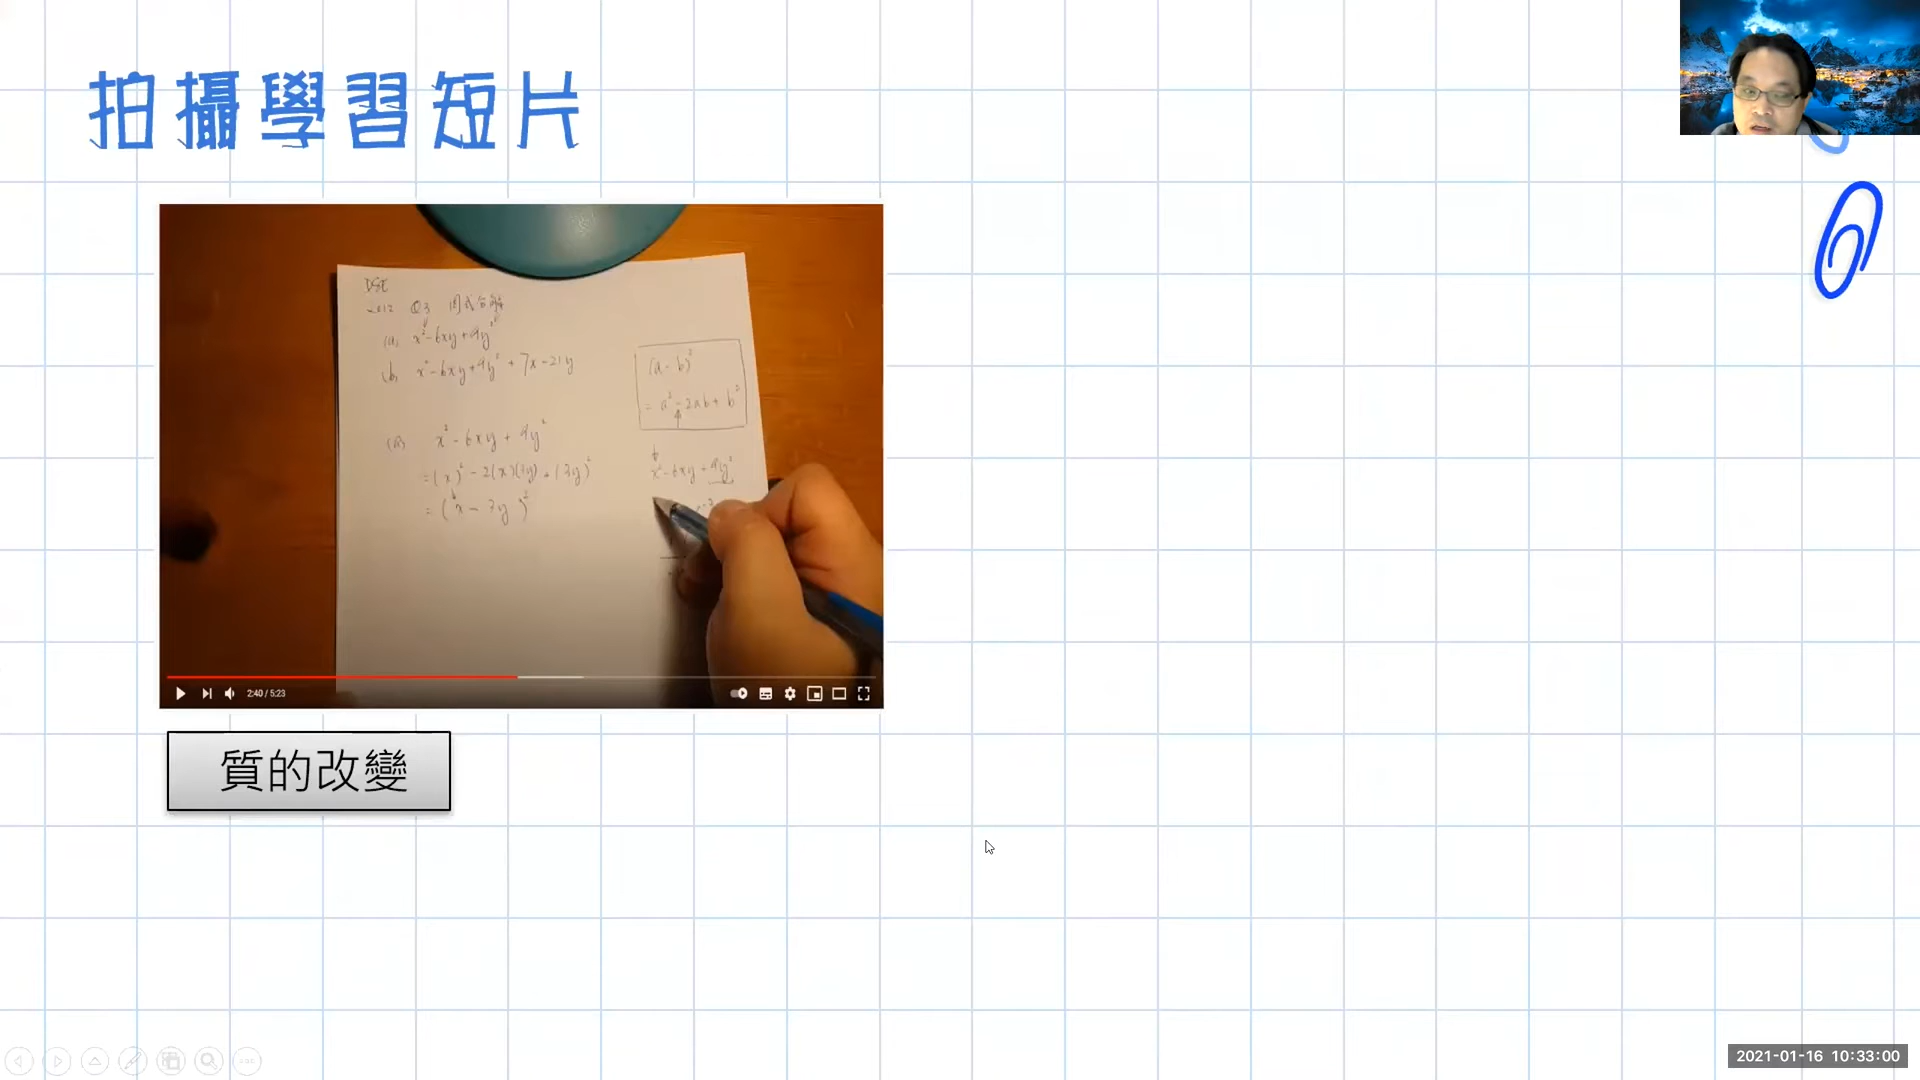 拍攝學習短片
DSE
2012 Q3 因式分解
(a) x²-6xy+9y²
(b) x²-6xy+9y²+7x-21y
(a-b)²
= a²-2ab+b²
(a) x²-6xy+9y²
=(x)²-2(x)(3y)+(3y)²
=(x-3y)²
x²-6xy+9y²
2:40 / 5:23
質的改變
2021-01-16 10:33:00